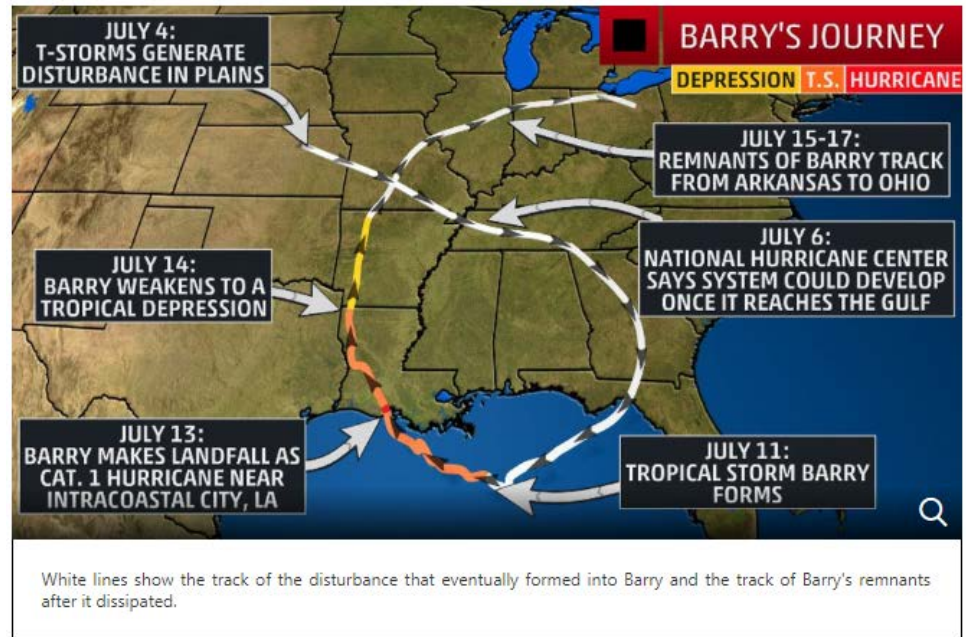 BARRY'S JOURNEY
DEPRESSION T.S. HURRICANE
JULY 4:
T-STORMS GENERATE
DISTURBANCE IN PLAINS
JULY 15-17:
REMNANTS OF BARRY TRACK
FROM ARKANSAS TO OHIO
JULY 6:
NATIONAL HURRICANE CENTER
SAYS SYSTEM COULD DEVELOP
ONCE IT REACHES THE GULF
JULY 14:
BARRY WEAKENS TO A
TROPICAL DEPRESSION
JULY 13:
BARRY MAKES LANDFALL AS
CAT. 1 HURRICANE NEAR
INTRACOASTAL CITY, LA
JULY 11:
TROPICAL STORM BARRY
FORMS
White lines show the track of the disturbance that eventually formed into Barry and the track of Barry's remnants
after it dissipated.